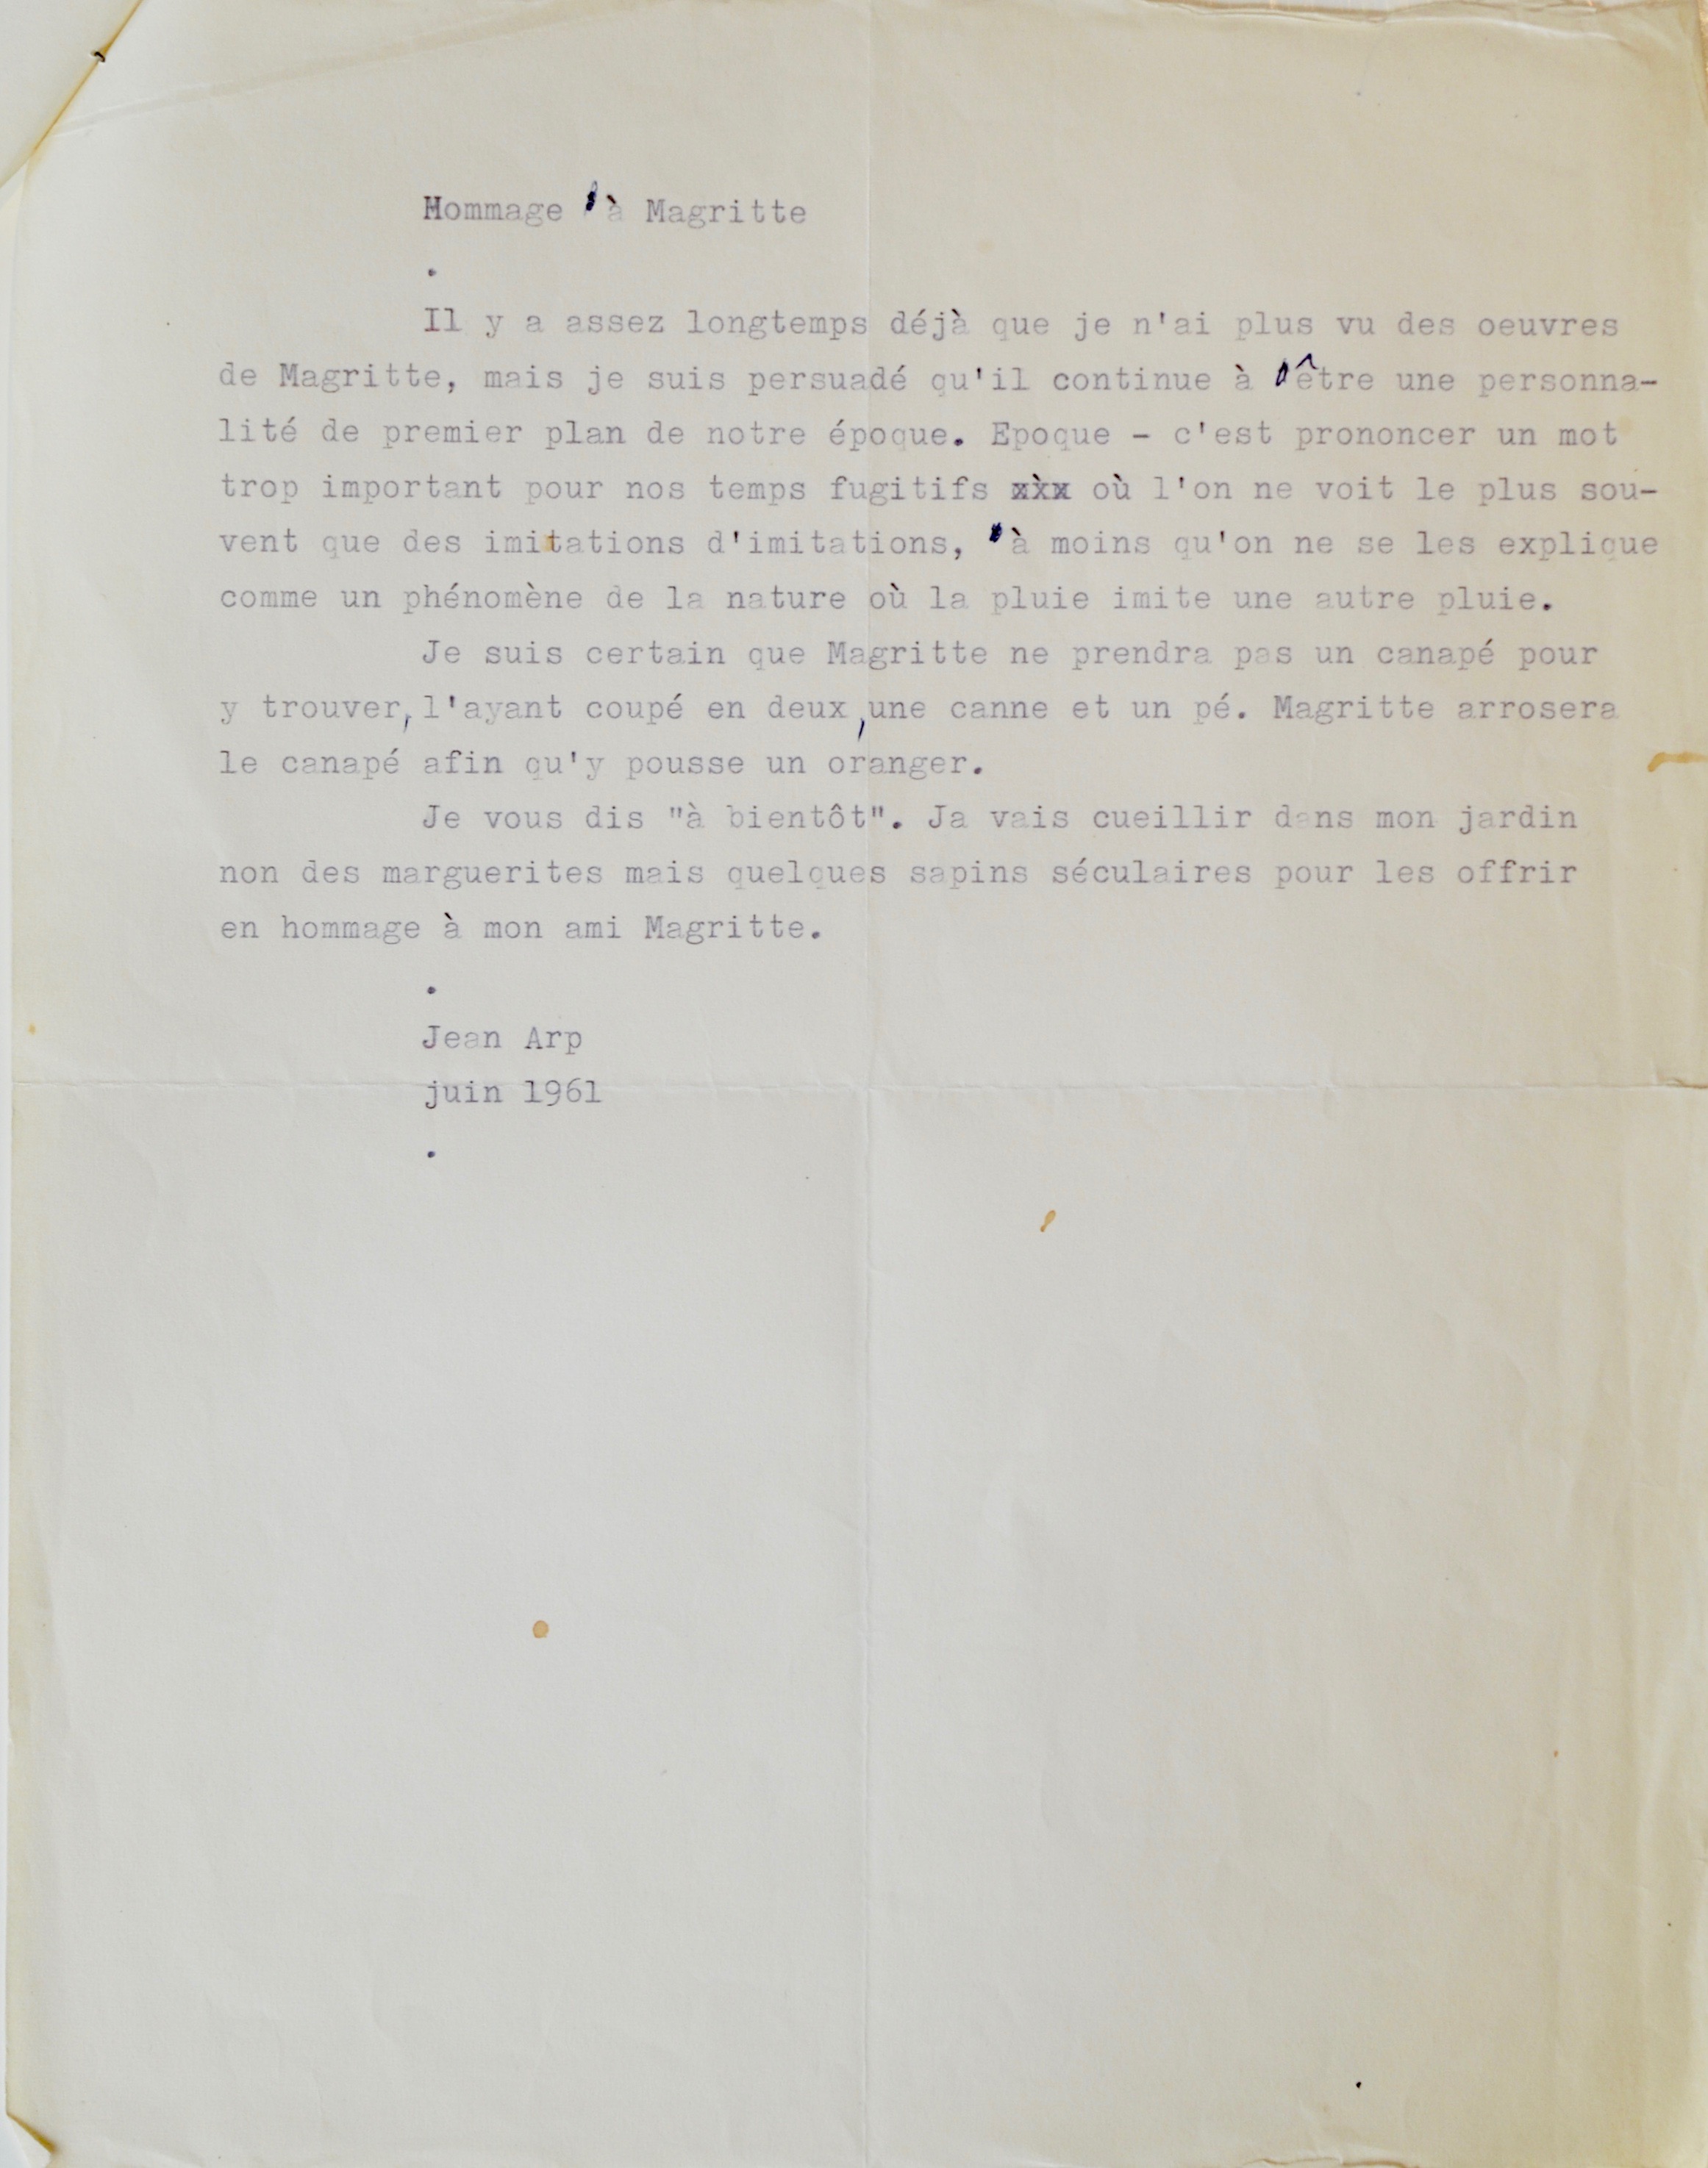 Hommage à Magritte
.
Il y a assez longtemps déjà que je n'ai plus vu des oeuvres
de Magritte, mais je suis persuadé qu'il continue à être une personna-
lité de premier plan de notre époque. Epoque - c'est prononcer un mot
trop important pour nos temps fugitifs xxx où l'on ne voit le plus sou-
vent que des imitations d'imitations, à moins qu'on ne se les explique
comme un phénomène de la nature où la pluie imite une autre pluie.
Je suis certain que Magritte ne prendra pas un canapé pour
y trouver, l'ayant coupé en deux, une canne et un pé. Magritte arrosera
le canapé afin qu'y pousse un oranger.
Je vous dis "à bientôt". Ja vais cueillir dans mon jardin
non des marguerites mais quelques sapins séculaires pour les offrir
en hommage à mon ami Magritte.
.
Jean Arp
juin 1961
.